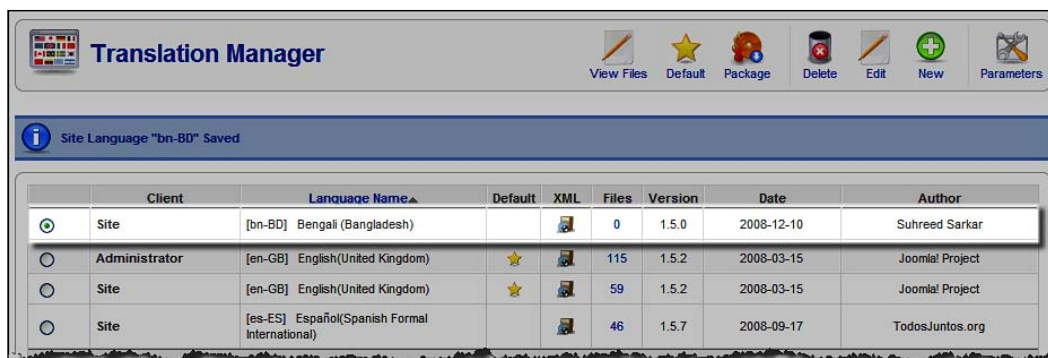 Translation Manager
View Files Default Package Delete Edit New Parameters
Site Language "bn-BD" Saved
Client Language Name Default XML Files Version Date Author
Site [bn-BD] Bengali (Bangladesh) 0 1.5.0 2008-12-10 Suhreed Sarkar
Administrator [en-GB] English(United Kingdom) 115 1.5.2 2008-03-15 Joomla! Project
Site [en-GB] English(United Kingdom) 59 1.5.2 2008-03-15 Joomla! Project
Site [es-ES] Español(Spanish Formal International) 46 1.5.7 2008-09-17 TodosJuntos.org